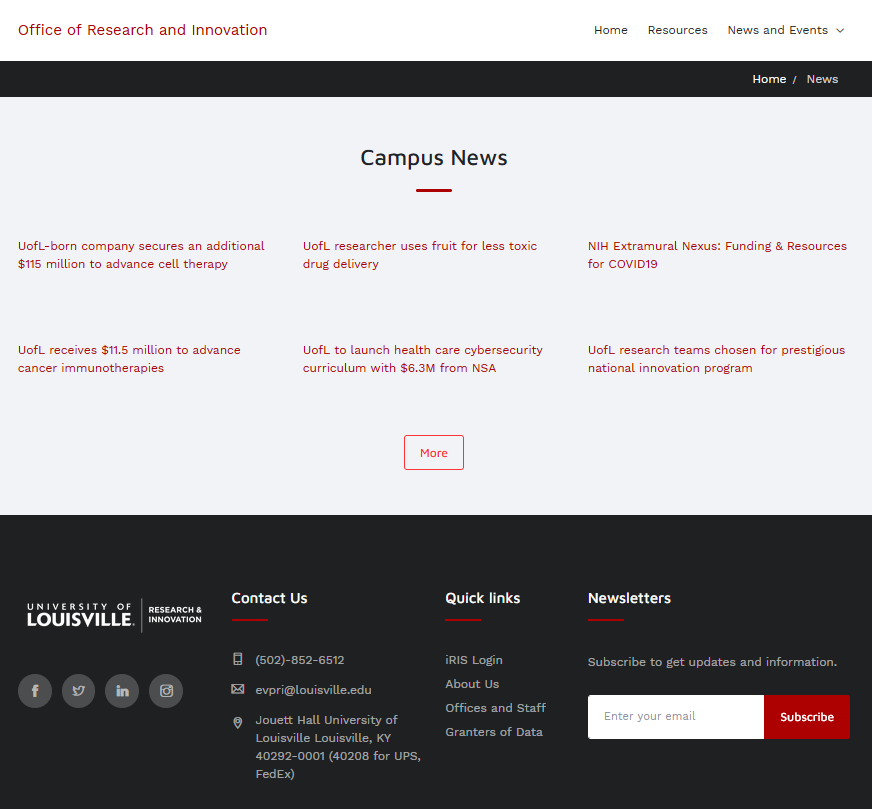 Office of Research and Innovation
Home Resources News and Events
Home / News
Campus News
UofL-born company secures an additional
$115 million to advance cell therapy
UofL researcher uses fruit for less toxic
drug delivery
NIH Extramural Nexus: Funding & Resources
for COVID19
UofL receives $11.5 million to advance
cancer immunotherapies
UofL to launch health care cybersecurity
curriculum with $6.3M from NSA
UofL research teams chosen for prestigious
national innovation program
More
UNIVERSITY OF
LOUISVILLE.
RESEARCH &
INNOVATION
Contact Us
(502)-852-6512
evpri@louisville.edu
Jouett Hall University of
Louisville Louisville, KY
40292-0001 (40208 for UPS,
FedEx)
Quick links
iRIS Login
About Us
Offices and Staff
Granters of Data
Newsletters
Subscribe to get updates and information.
Enter your email
Subscribe